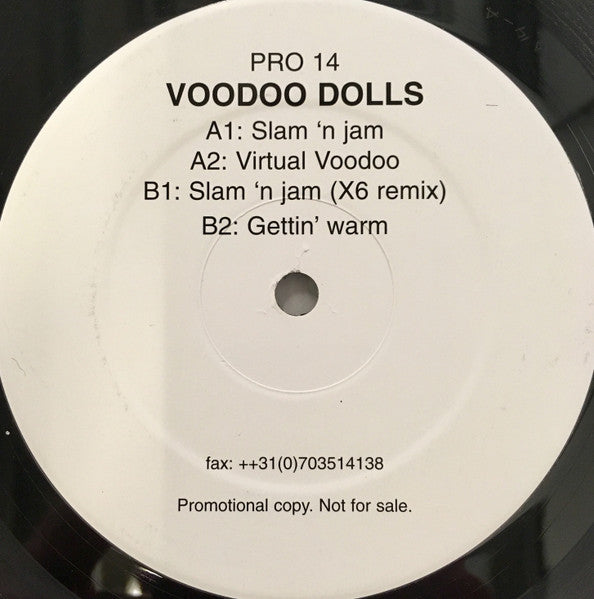 PRO 14
VOODOO DOLLS
A1: Slam ‘n jam
A2: Virtual Voodoo
B1: Slam ‘n jam (X6 remix)
B2: Gettin’ warm
fax: ++31(0)703514138
Promotional copy. Not for sale.